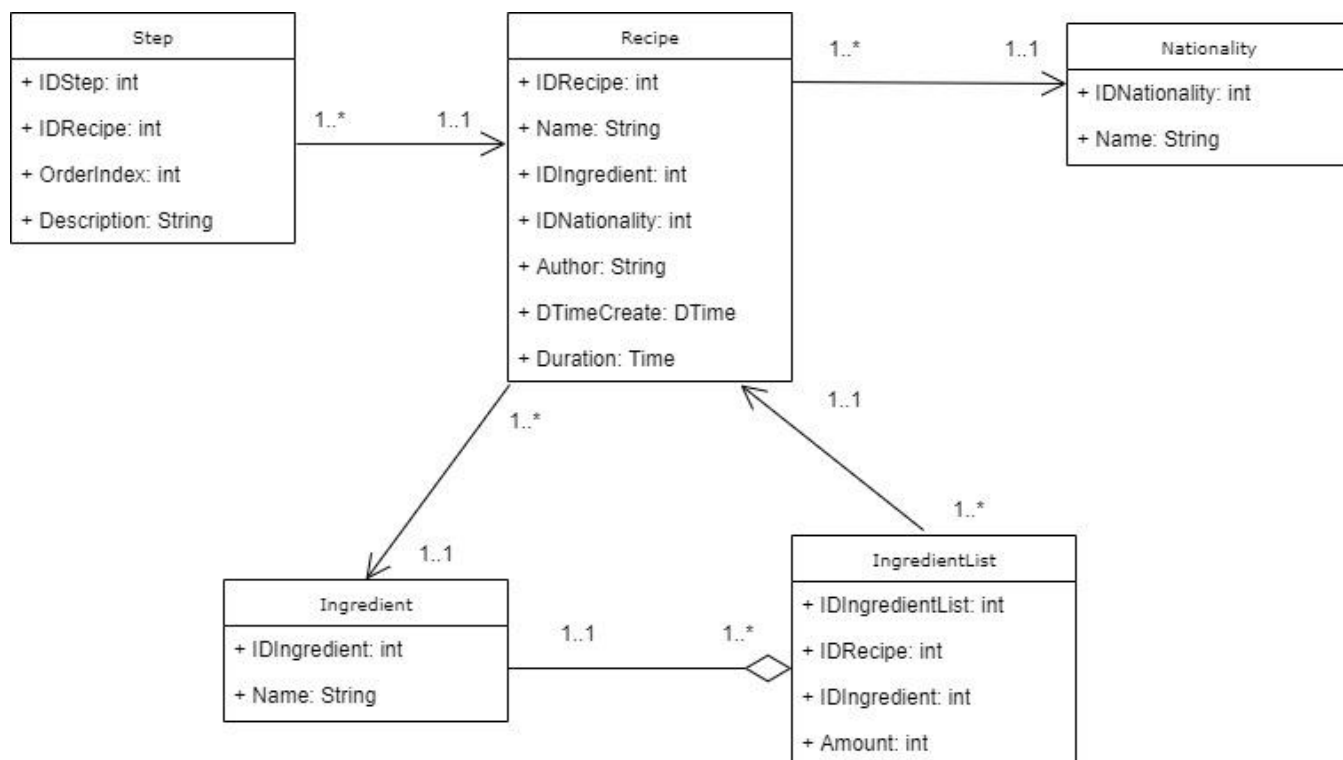 Step
+ IDStep: int
+ IDRecipe: int
+ OrderIndex: int
+ Description: String
1..*
1..1
Recipe
+ IDRecipe: int
+ Name: String
+ IDIngredient: int
+ IDNationality: int
+ Author: String
+ DTimeCreate: DTime
+ Duration: Time
1..*
1..1
Nationality
+ IDNationality: int
+ Name: String
1..*
1..1
1..1
1..*
Ingredient
+ IDIngredient: int
+ Name: String
1..1
1..*
IngredientList
+ IDIngredientList: int
+ IDRecipe: int
+ IDIngredient: int
+ Amount: int